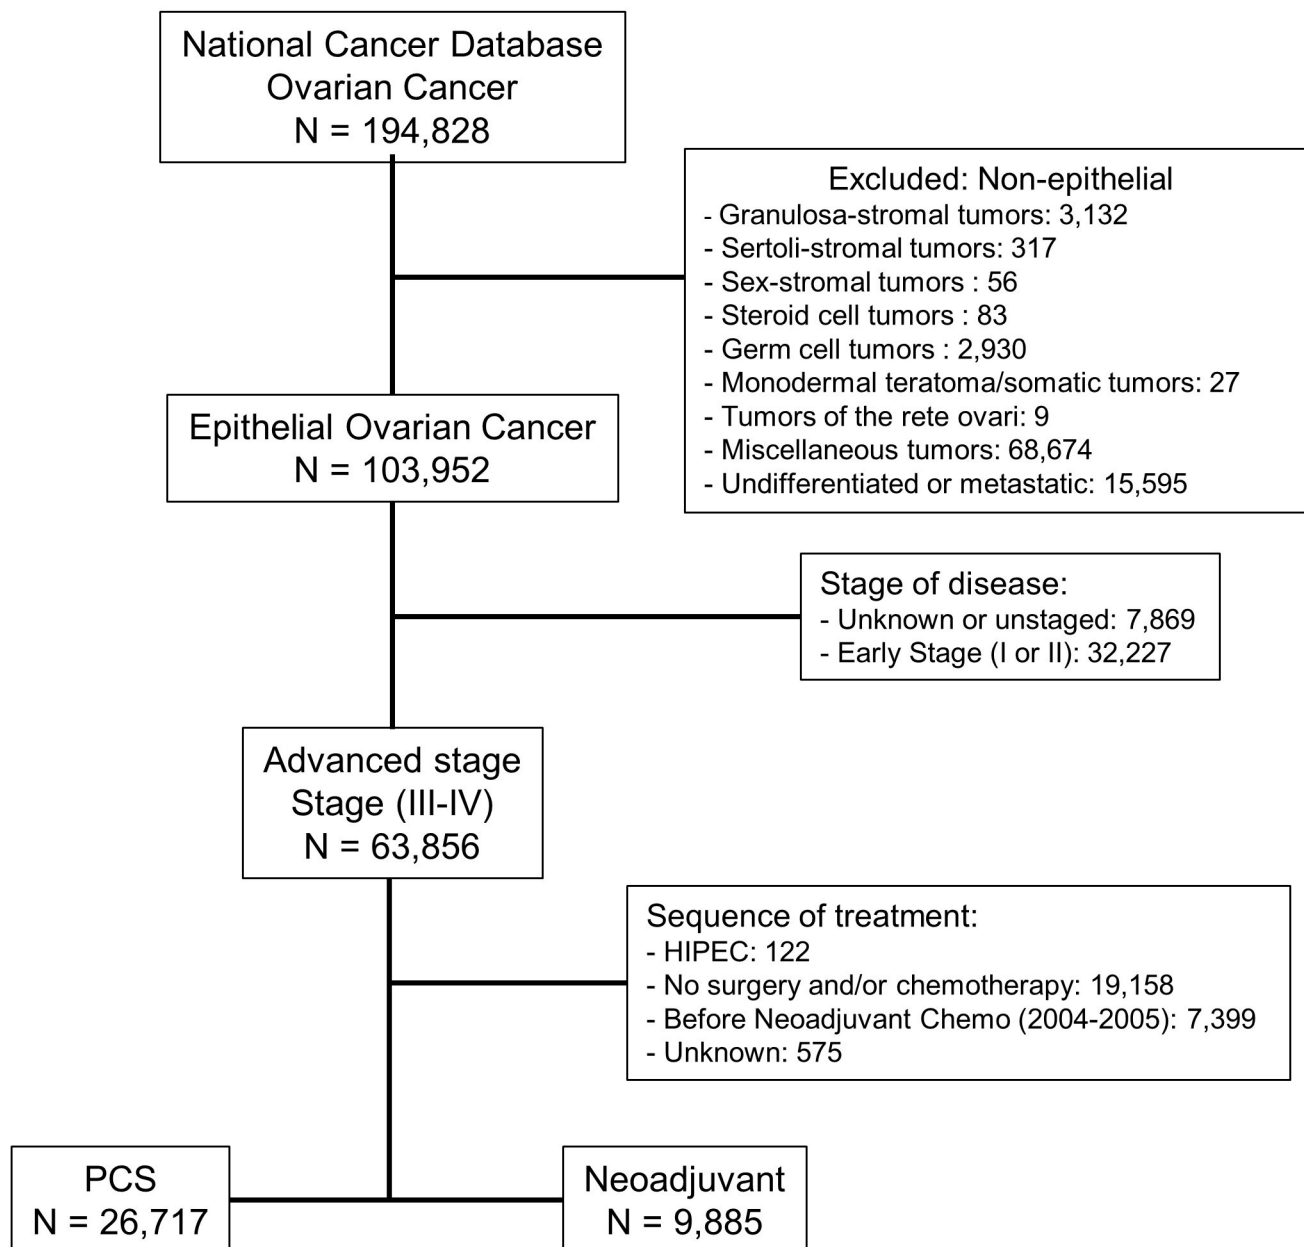 National Cancer Database
Ovarian Cancer
N = 194,828
Excluded: Non-epithelial
- Granulosa-stromal tumors: 3,132
- Sertoli-stromal tumors: 317
- Sex-stromal tumors : 56
- Steroid cell tumors : 83
- Germ cell tumors : 2,930
- Monodermal teratoma/somatic tumors: 27
- Tumors of the rete ovari: 9
- Miscellaneous tumors: 68,674
- Undifferentiated or metastatic: 15,595
Epithelial Ovarian Cancer
N = 103,952
Stage of disease:
- Unknown or unstaged: 7,869
- Early Stage (I or II): 32,227
Advanced stage
Stage (III-IV)
N = 63,856
Sequence of treatment:
- HIPEC: 122
- No surgery and/or chemotherapy: 19,158
- Before Neoadjuvant Chemo (2004-2005): 7,399
- Unknown: 575
PCS
N = 26,717
Neoadjuvant
N = 9,885